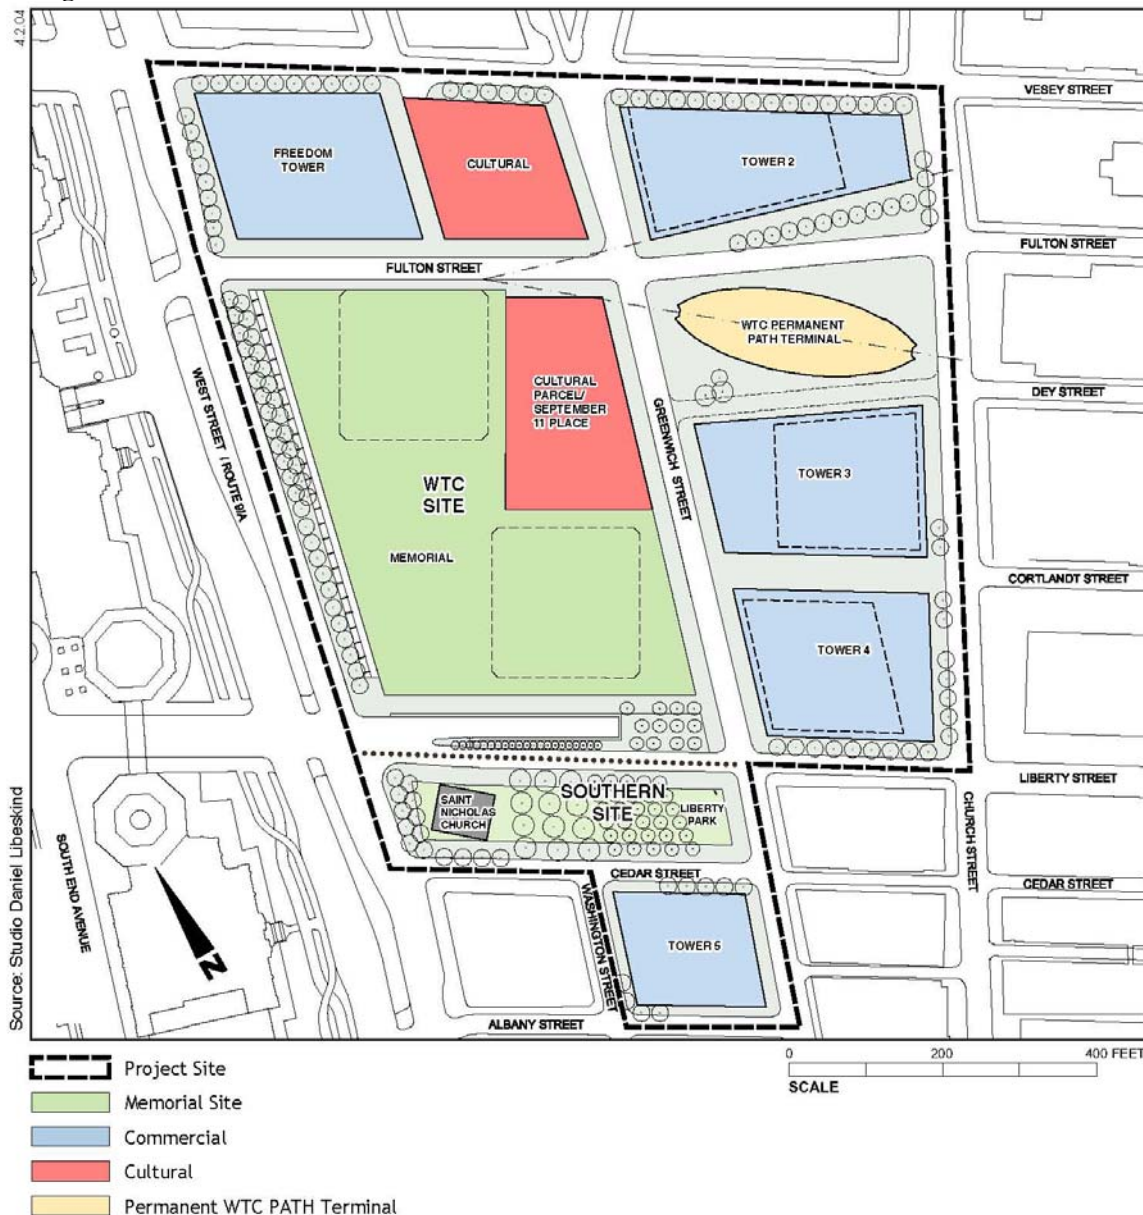 4.2.04
VESEY STREET
FREEDOM
TOWER
CULTURAL
TOWER 2
FULTON STREET
FULTON STREET
WTC PERMANENT
PATH TERMINAL
DEY STREET
CULTURAL
PARCEL/
SEPTEMBER
11 PLACE
GREENWICH STREET
WEST STREET / ROUTE 9/A
TOWER 3
WTC
SITE
MEMORIAL
CORTLANDT STREET
TOWER 4
LIBERTY STREET
SOUTHERN
SITE
SAINT
NICHOLAS
CHURCH
LIBERTY
PARK
CHURCH STREET
CEDAR STREET
CEDAR STREET
SOUTH END AVENUE
WASHINGTON STREET
TOWER 5
N
ALBANY STREET
Source: Studio Daniel Libeskind
0 200 400 FEET
SCALE
Project Site
Memorial Site
Commercial
Cultural
Permanent WTC PATH Terminal